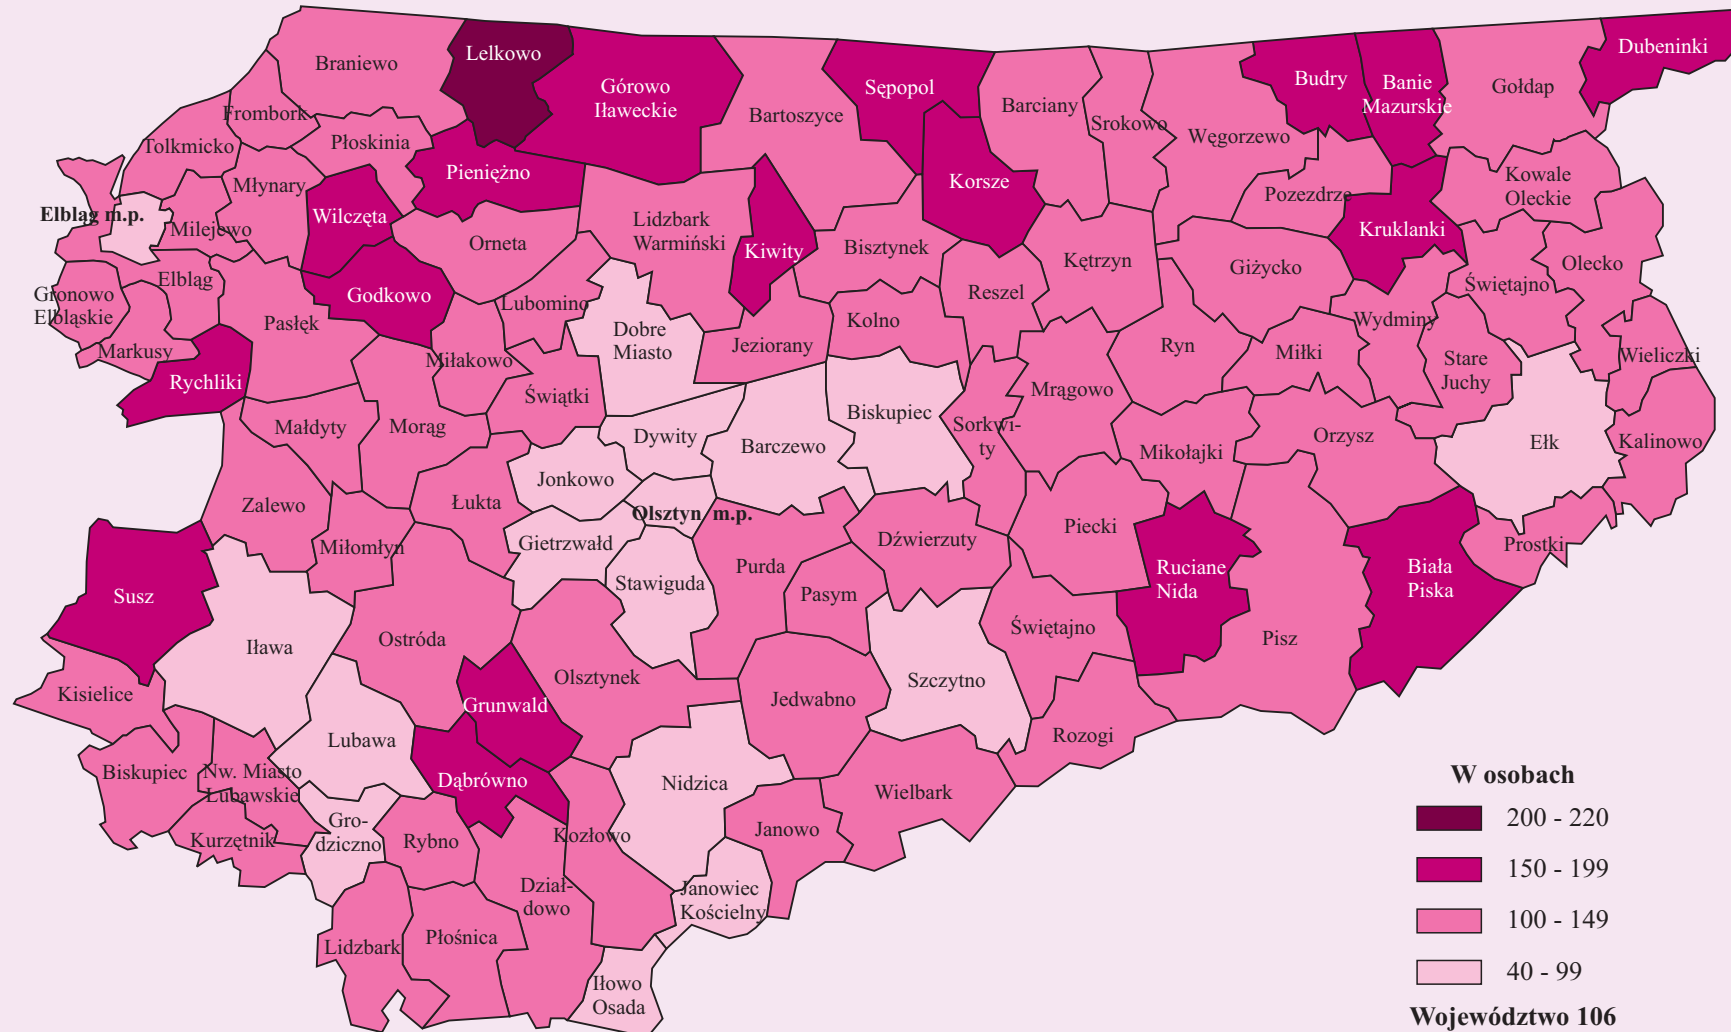 Braniewo
Lelkowo
Górowo
Iławeckie
Sępopol
Bartoszyce
Barciany
Srokowo
Węgorzewo
Budry
Banie
Mazurskie
Gołdap
Dubeninki
Frombork
Tolkmicko
Płoskinia
Pieniężno
Młynary
Wilczęta
Korsze
Pozezdrze
Kowale
Oleckie
Elbląg m.p.
Milejewo
Orneta
Lidzbark
Warmiński
Kiwity
Bisztynek
Kętrzyn
Giżycko
Kruklanki
Olecko
Świętajno
Elbląg
Gronowo
Elbląskie
Godkowo
Pasłęk
Lubomino
Dobre
Miasto
Reszel
Kolno
Jeziorany
Ryn
Miłki
Wydminy
Stare
Juchy
Wieliczki
Markusy
Rychliki
Miłakowo
Świątki
Mrągowo
Małdyty
Morąg
Dywity
Barczewo
Biskupiec
Sorkwi-
ty
Mikołajki
Orzysz
Ełk
Kalinowo
Jonkowo
Zalewo
Łukta
Olsztyn m.p.
Miłomłyn
Gietrzwałd
Stawiguda
Purda
Pasym
Dźwierzuty
Piecki
Ruciane
Nida
Biała
Piska
Prostki
Susz
Iława
Ostróda
Świętajno
Pisz
Kisielice
Olsztynek
Szczytno
Jedwabno
Grunwald
Lubawa
Rozogi
Biskupiec
Nw. Miasto
Lubawskie
Dąbrówno
Nidzica
Wielbark
Kurzętnik
Gro-
dziczno
Rybno
Kozłowo
Janowo
Dział-
dowo
Janowiec
Kościelny
Lidzbark
Płośnica
Iłowo
Osada
W osobach
200 - 220
150 - 199
100 - 149
40 - 99
Województwo 106